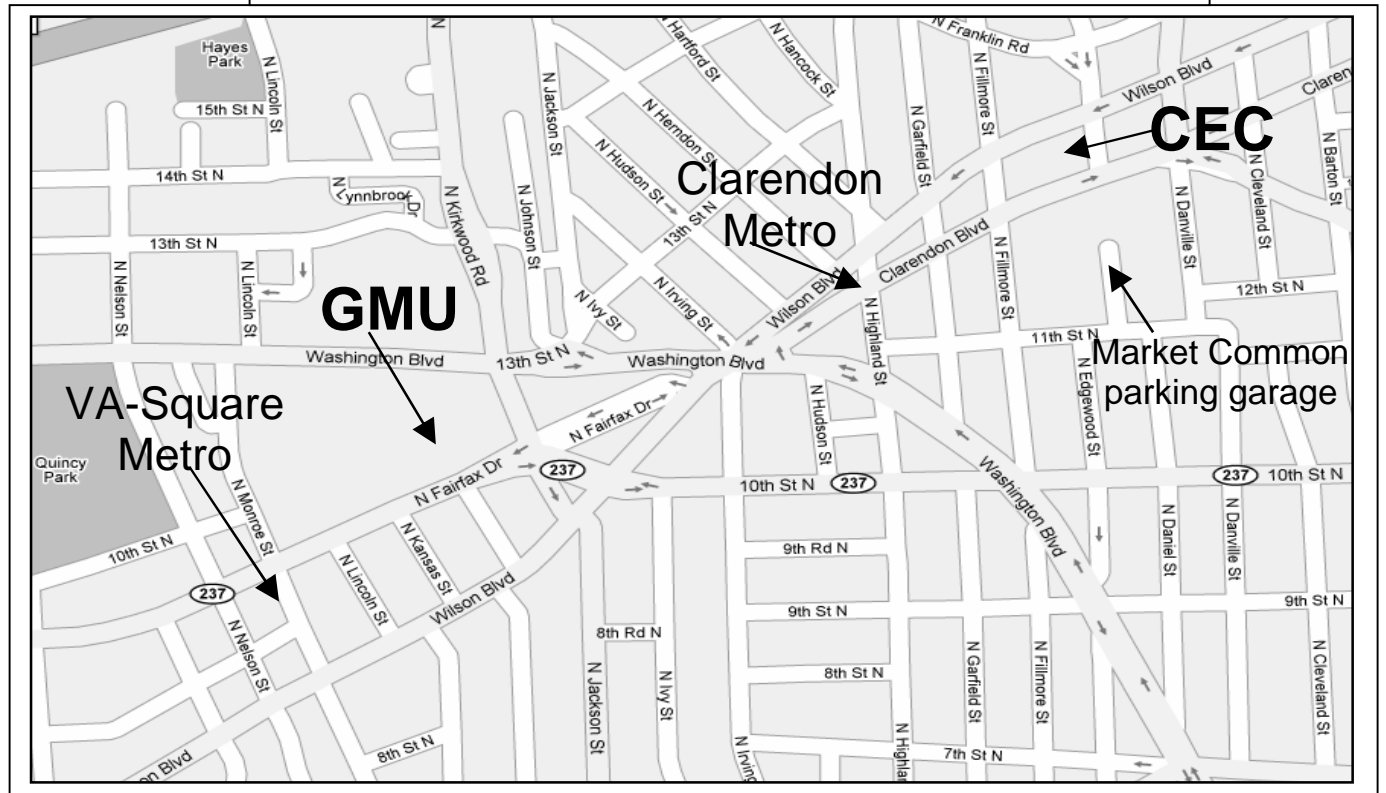 Hayes
Park
N Lincoln St
15th St N
14th St N
N Lynnbrook Dr
13th St N
N Nelson St
N Lincoln St
N
N Kirkwood Rd
N Jackson St
N Johnson St
N Hartford St
N Hancock St
N Herndon St
N Hudson St
13th St N
N Ivy St
N Irving St
N Franklin Rd
N Garfield St
N Fillmore St
Wilson Blvd
Claren
CEC
N Barton St
N Cleveland St
N Danville St
Clarendon
Metro
Clarendon Blvd
N Fillmore St
Wilson Blvd
N Highland St
12th St N
11th St N
Market Common
parking garage
N Edgewood St
GMU
Washington Blvd
13th St N
Washington Blvd
N Fairfax Dr
N Hudson St
VA-Square
Metro
Quincy
Park
N Monroe St
N Fairfax Dr
237
10th St N
237
Washington Blvd
237
10th St N
10th St N
237
N Nelson St
N Lincoln St
N Kansas St
Wilson Blvd
9th Rd N
9th St N
9th St N
N Daniel St
N Danville St
8th Rd N
8th St N
N Jackson St
N Ivy St
N Irving
N Highlan
N Garfield St
N Fillmore St
N Cleveland St
7th St N
8th St N
on Blvd